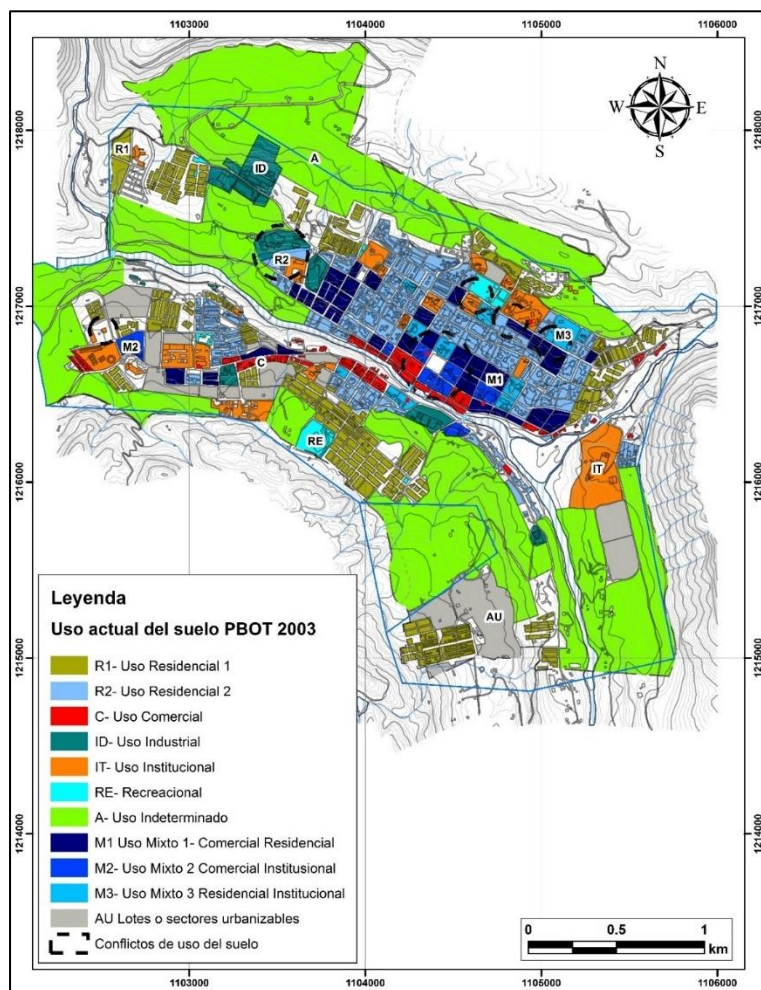 1103000
1104000
1105000
1106000
N
W
E
S
1218000
1218000
R1
ID
A
R2
1217000
1217000
M2
C
M3
M1
RE
IT
1216000
1216000
AU
1215000
1215000
1214000
1214000
Leyenda
Uso actual del suelo PBOT 2003
R1- Uso Residencial 1
R2- Uso Residencial 2
C- Uso Comercial
ID- Uso Industrial
IT- Uso Institucional
RE- Recreacional
A- Uso Indeterminado
M1 Uso Mixto 1- Comercial Residencial
M2- Uso Mixto 2 Comercial Institusional
M3- Uso Mixto 3 Residencial Institucional
AU Lotes o sectores urbanizables
Conflictos de uso del suelo
0 0.5 1
km
1103000
1104000
1105000
1106000